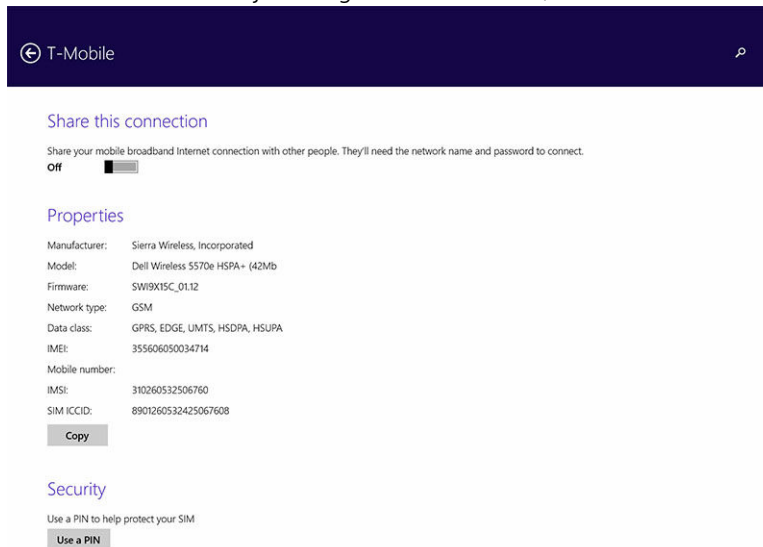 T-Mobile
Share this connection
Share your mobile broadband Internet connection with other people. They'll need the network name and password to connect.
Off
Properties
Manufacturer: Sierra Wireless, Incorporated
Model: Dell Wireless 5570e HSPA+ (42Mb
Firmware: SWI9X15C_01.12
Network type: GSM
Data class: GPRS, EDGE, UMTS, HSDPA, HSUPA
IMEI: 355606050034714
Mobile number:
IMSI: 310260532506760
SIM ICCID: 8901260532425067608
Copy
Security
Use a PIN to help protect your SIM
Use a PIN